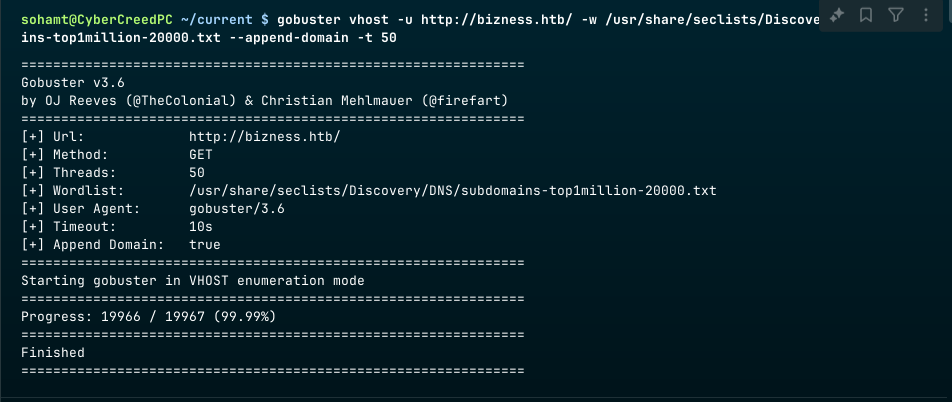 sohamt@CyberCreedPC ~/current $ gobuster vhost -u http://bizness.htb/ -w /usr/share/seclists/Discove
ins-top1million-20000.txt --append-domain -t 50
===============================================================
Gobuster v3.6
by OJ Reeves (@TheColonial) & Christian Mehlmauer (@firefart)
===============================================================
[+] Url:             http://bizness.htb/
[+] Method:          GET
[+] Threads:         50
[+] Wordlist:        /usr/share/seclists/Discovery/DNS/subdomains-top1million-20000.txt
[+] User Agent:      gobuster/3.6
[+] Timeout:         10s
[+] Append Domain:   true
===============================================================
Starting gobuster in VHOST enumeration mode
===============================================================
Progress: 19966 / 19967 (99.99%)
===============================================================
Finished
===============================================================